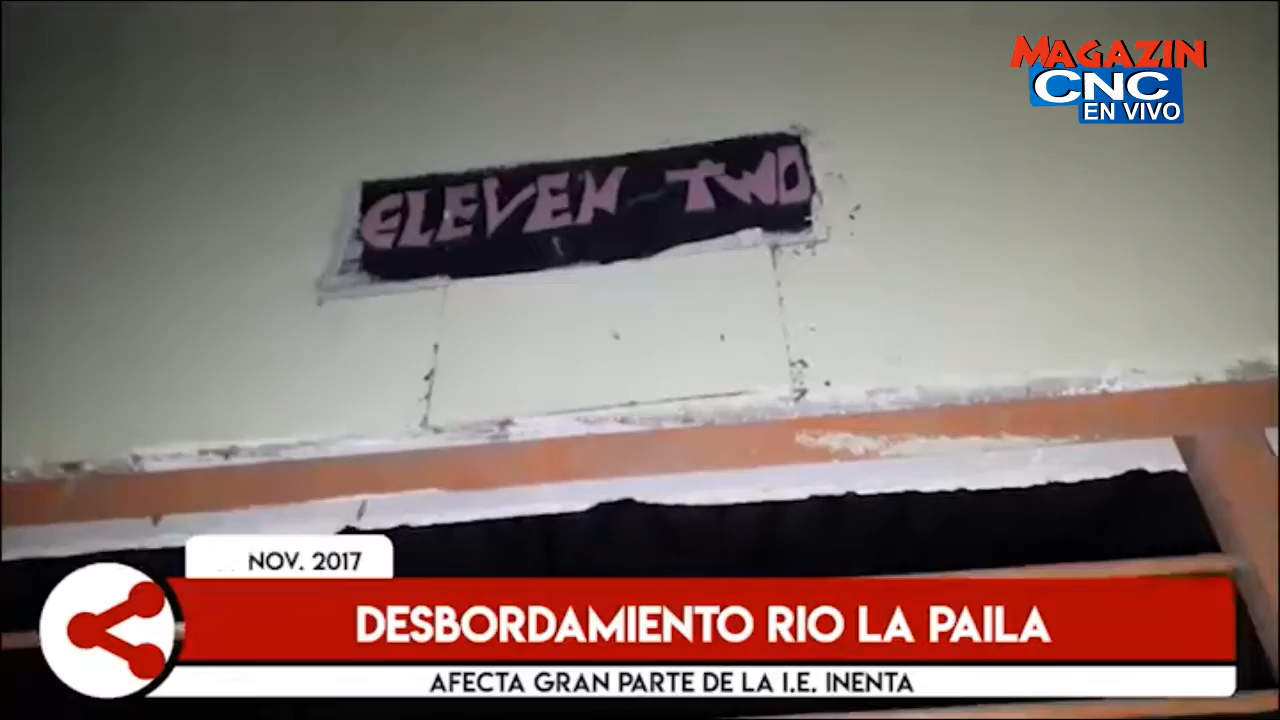 MAGAZIN
CNC
EN VIVO
ELEVEN TWO
NOV. 2017
DESBORDAMIENTO RIO LA PAILA
AFECTA GRAN PARTE DE LA I.E. INENTA